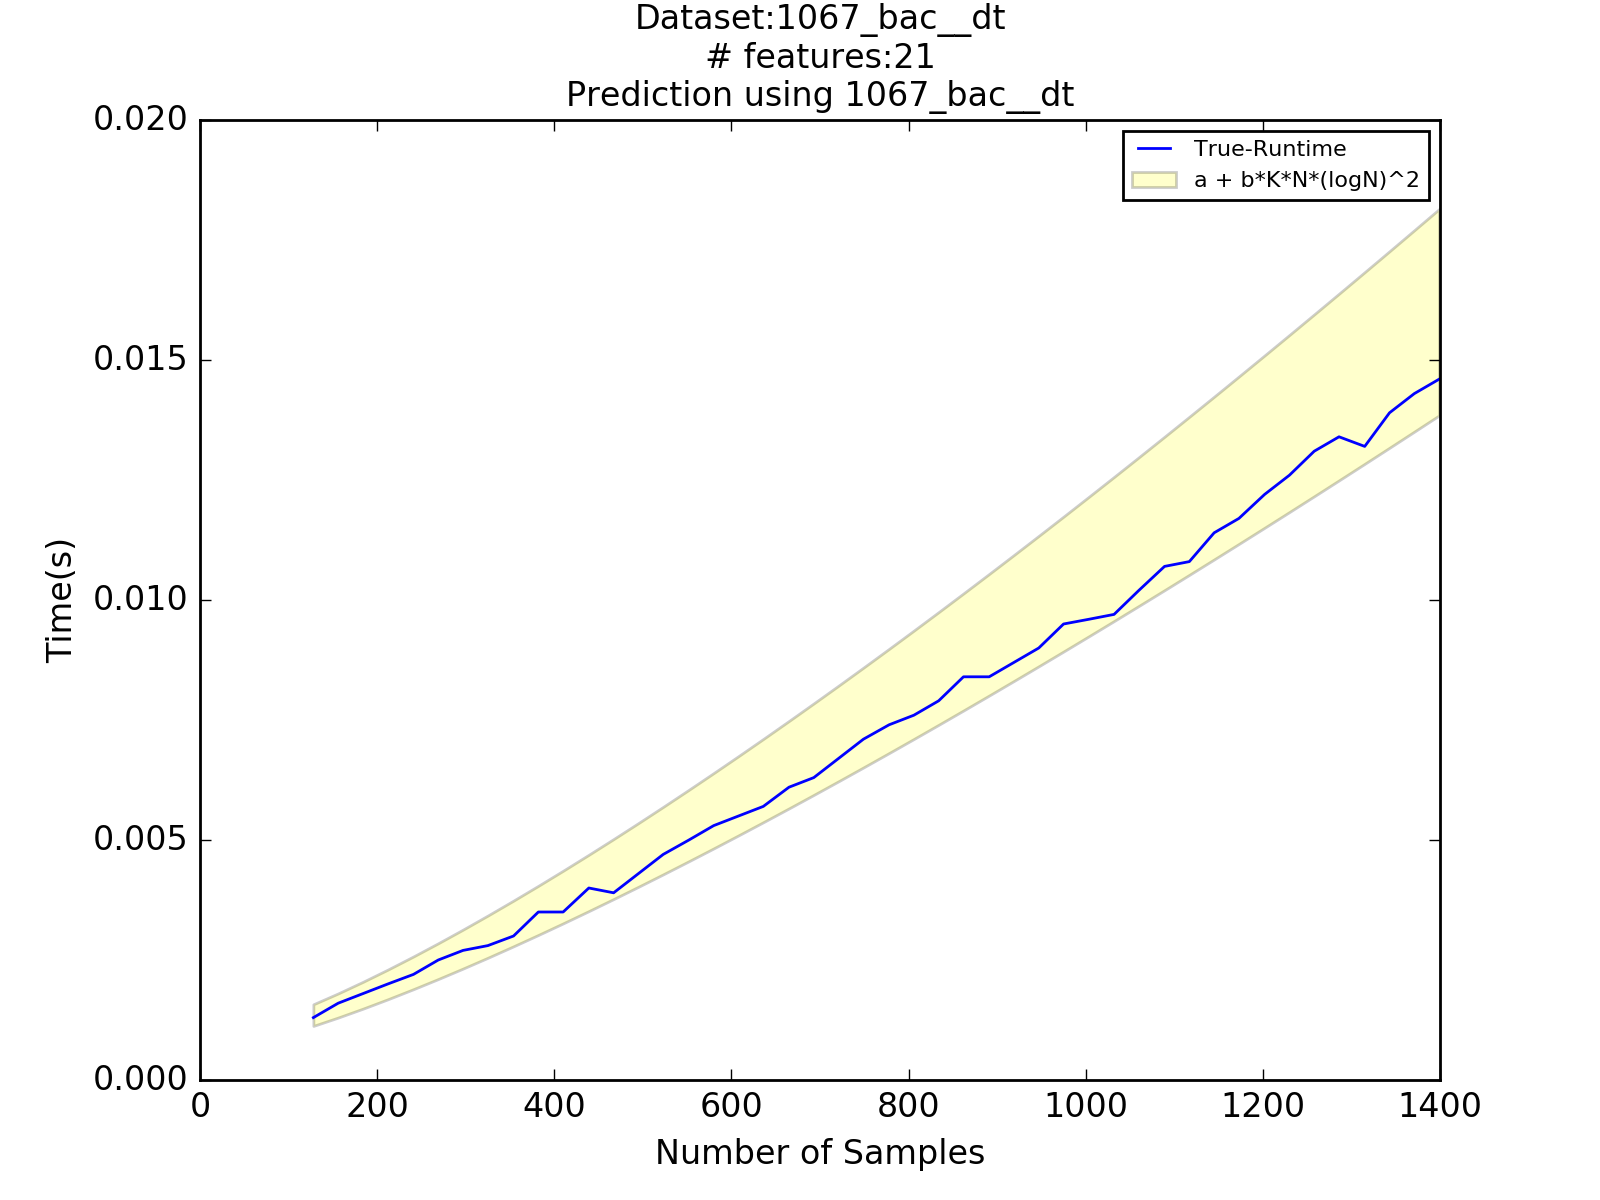 Dataset:1067_bac__dt
# features:21
Prediction using 1067_bac__dt
True-Runtime
a + b*K*N*(logN)^2
0.020
0.015
0.010
0.005
0.000
Time(s)
0 200 400 600 800 1000 1200 1400
Number of Samples